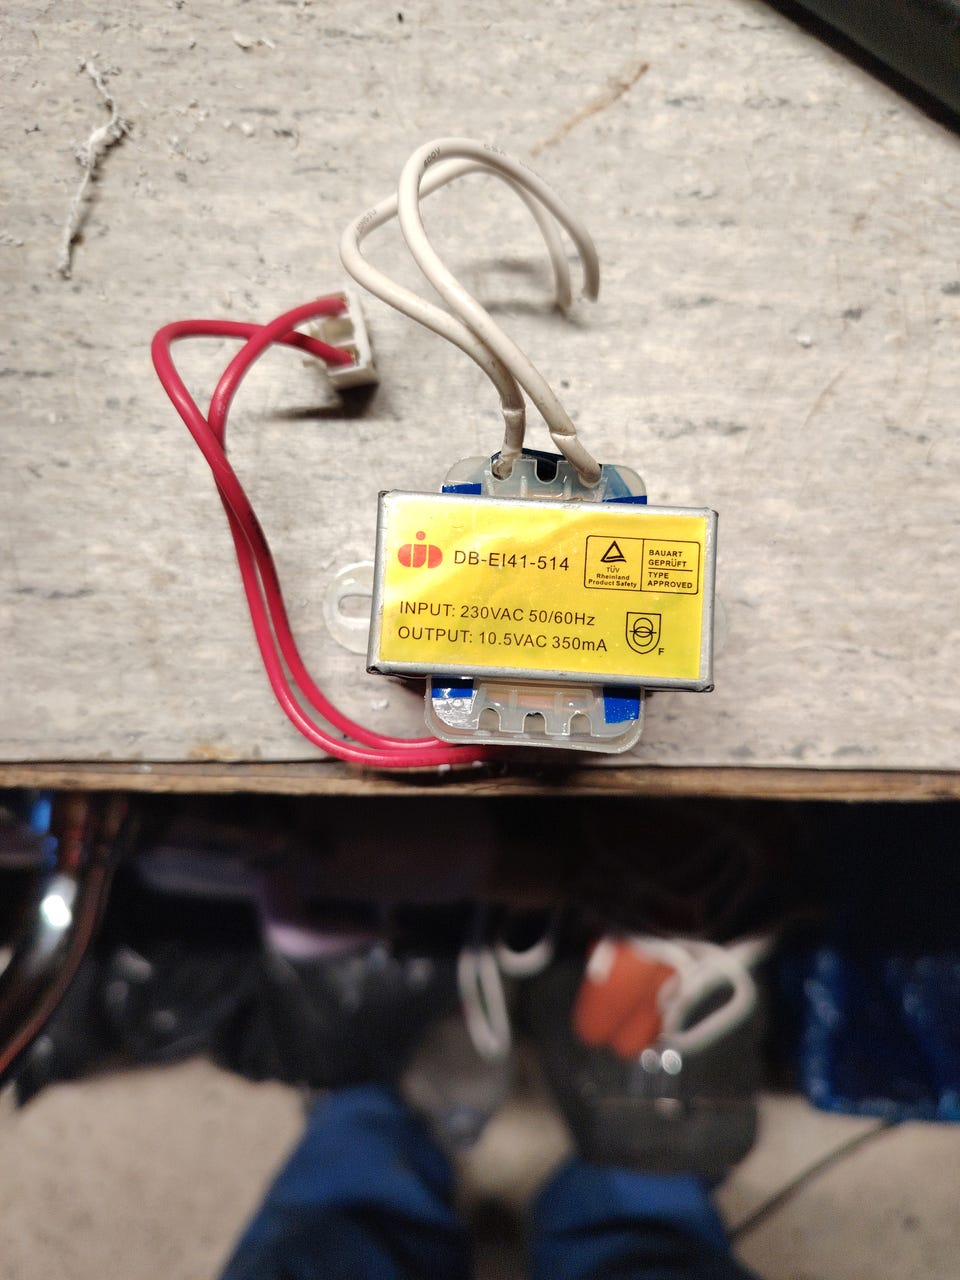 DB-EI41-514
TÜV
Rheinland
Product Safety
BAUART
GEPRÜFT
TYPE
APPROVED
INPUT: 230VAC 50/60Hz
OUTPUT: 10.5VAC 350mA
F